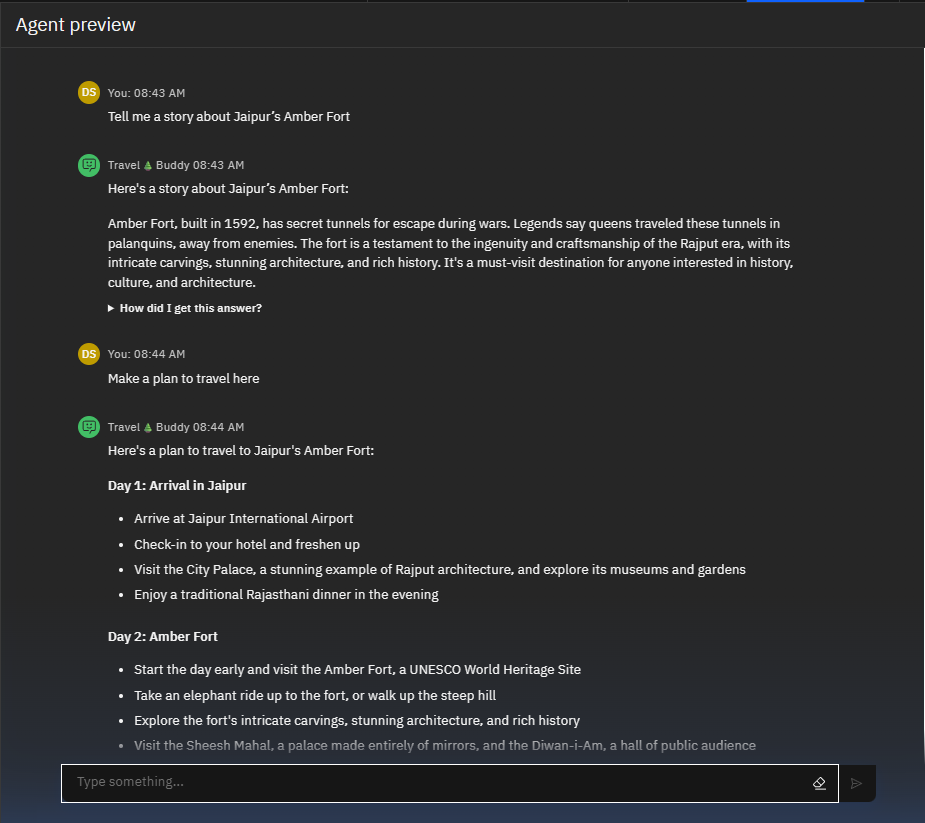 Agent preview
DS You: 08:43 AM
Tell me a story about Jaipur’s Amber Fort
Travel 🎄 Buddy 08:43 AM
Here's a story about Jaipur’s Amber Fort:
Amber Fort, built in 1592, has secret tunnels for escape during wars. Legends say queens traveled these tunnels in
palanquins, away from enemies. The fort is a testament to the ingenuity and craftsmanship of the Rajput era, with its
intricate carvings, stunning architecture, and rich history. It's a must-visit destination for anyone interested in history,
culture, and architecture.
How did I get this answer?
DS You: 08:44 AM
Make a plan to travel here
Travel 🎄 Buddy 08:44 AM
Here's a plan to travel to Jaipur's Amber Fort:
Day 1: Arrival in Jaipur
• Arrive at Jaipur International Airport
• Check-in to your hotel and freshen up
• Visit the City Palace, a stunning example of Rajput architecture, and explore its museums and gardens
• Enjoy a traditional Rajasthani dinner in the evening
Day 2: Amber Fort
• Start the day early and visit the Amber Fort, a UNESCO World Heritage Site
• Take an elephant ride up to the fort, or walk up the steep hill
• Explore the fort's intricate carvings, stunning architecture, and rich history
• Visit the Sheesh Mahal, a palace made entirely of mirrors, and the Diwan-i-Am, a hall of public audience
Type something...